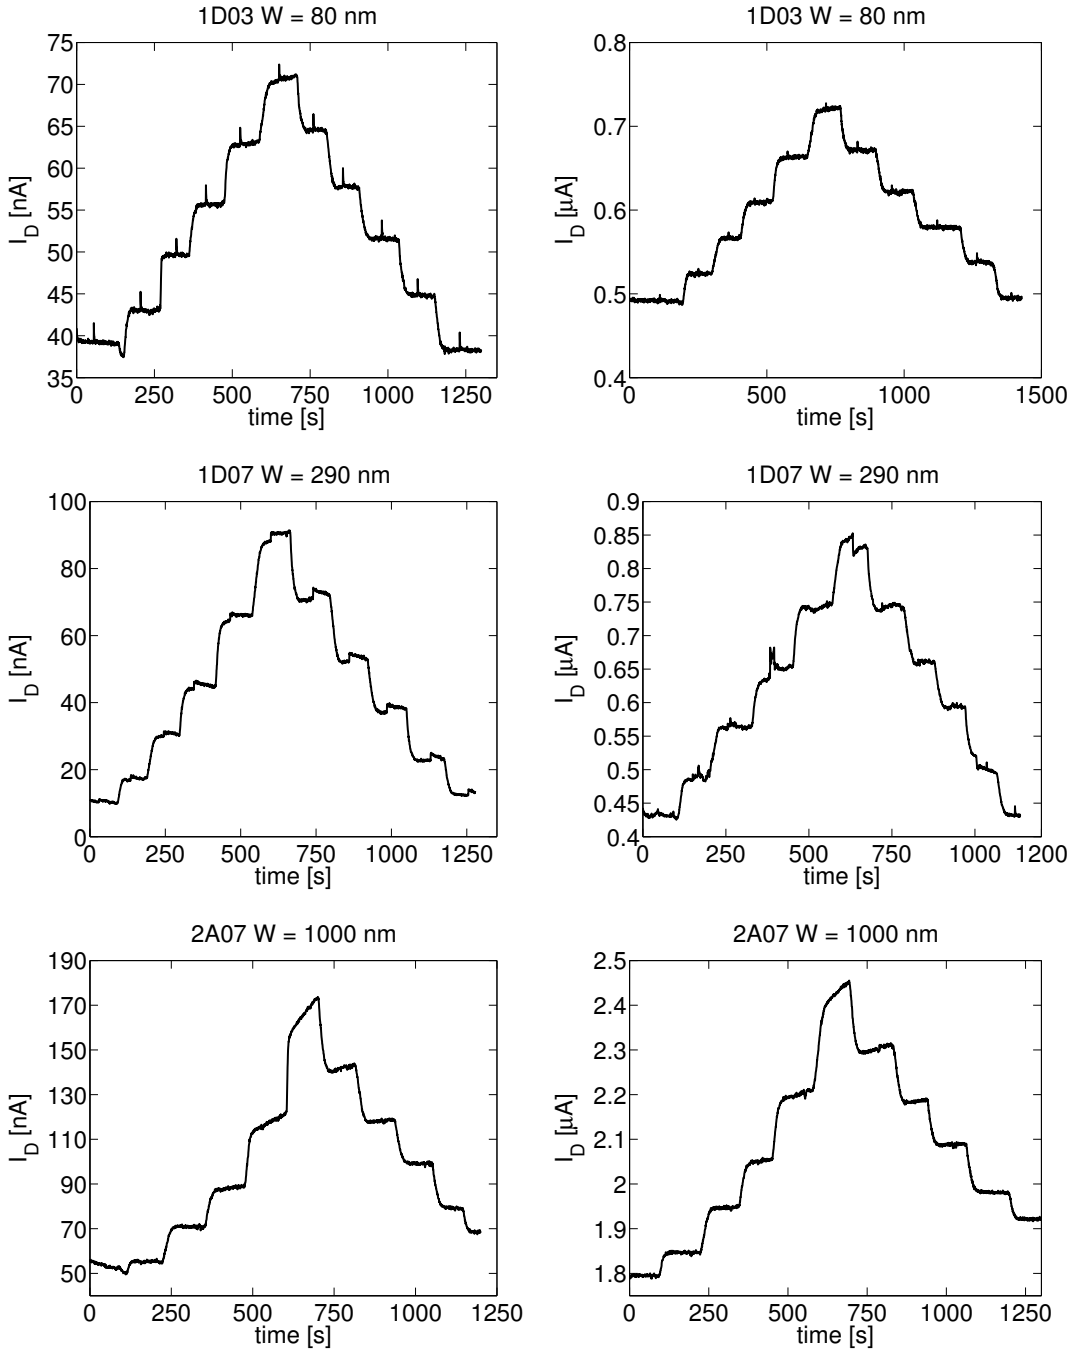 1D03 W = 80 nm
75
70
65
60
55
50
45
40
35
I_D [nA]
0 250 500 750 1000 1250
time [s]
1D03 W = 80 nm
0.8
0.7
0.6
0.5
0.4
I_D [μA]
0 500 1000 1500
time [s]
1D07 W = 290 nm
100
80
60
40
20
0
I_D [nA]
0 250 500 750 1000 1250
time [s]
1D07 W = 290 nm
0.9
0.85
0.8
0.75
0.7
0.65
0.6
0.55
0.5
0.45
0.4
I_D [μA]
0 250 500 750 1000 1200
time [s]
2A07 W = 1000 nm
190
170
150
130
110
90
70
50
I_D [nA]
0 250 500 750 1000 1250
time [s]
2A07 W = 1000 nm
2.5
2.4
2.3
2.2
2.1
2
1.9
1.8
I_D [μA]
0 250 500 750 1000 1300
time [s]